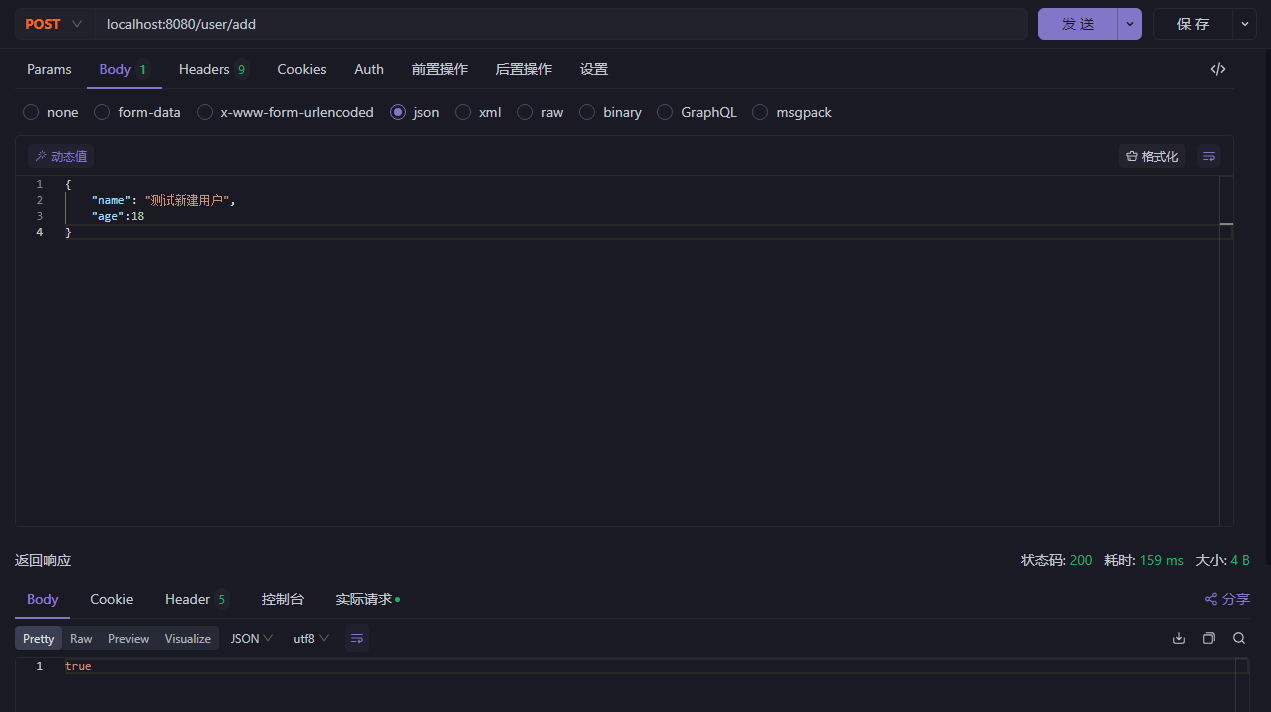 POST localhost:8080/user/add 发送 保存
Params Body 1 Headers 9 Cookies Auth 前置操作 后置操作 设置
none form-data x-www-form-urlencoded json xml raw binary GraphQL msgpack
动态值 格式化
1 {
2 "name": "测试新建用户",
3 "age":18
4 }
返回响应 状态码: 200 耗时: 159 ms 大小: 4 B
Body Cookie Header 5 控制台 实际请求 分享
Pretty Raw Preview Visualize JSON utf8
1 true